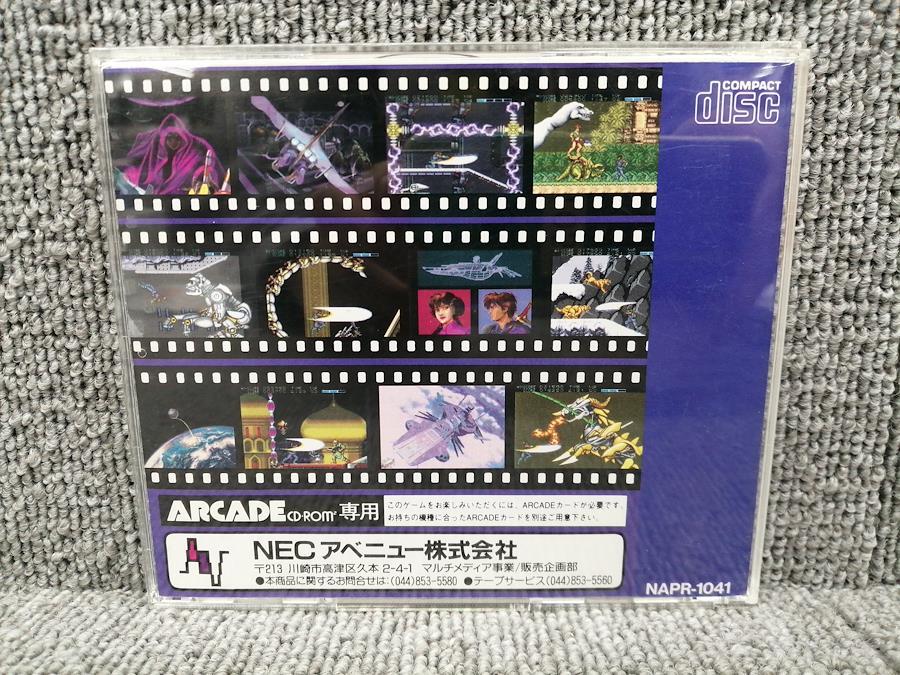 COMPACT
disc
ARCADE CD-ROM² 専用
このゲームをお楽しみいただくには、ARCADEカードが必要です。
お持ちの機種に合ったARCADEカードを別途ご用意下さい。
NECアベニュー株式会社
〒213 川崎市高津区久本 2-4-1 マルチメディア事業/販売企画部
●本商品に関するお問合せは:(044)853-5580 ●テープサービス(044)853-5560
NAPR-1041